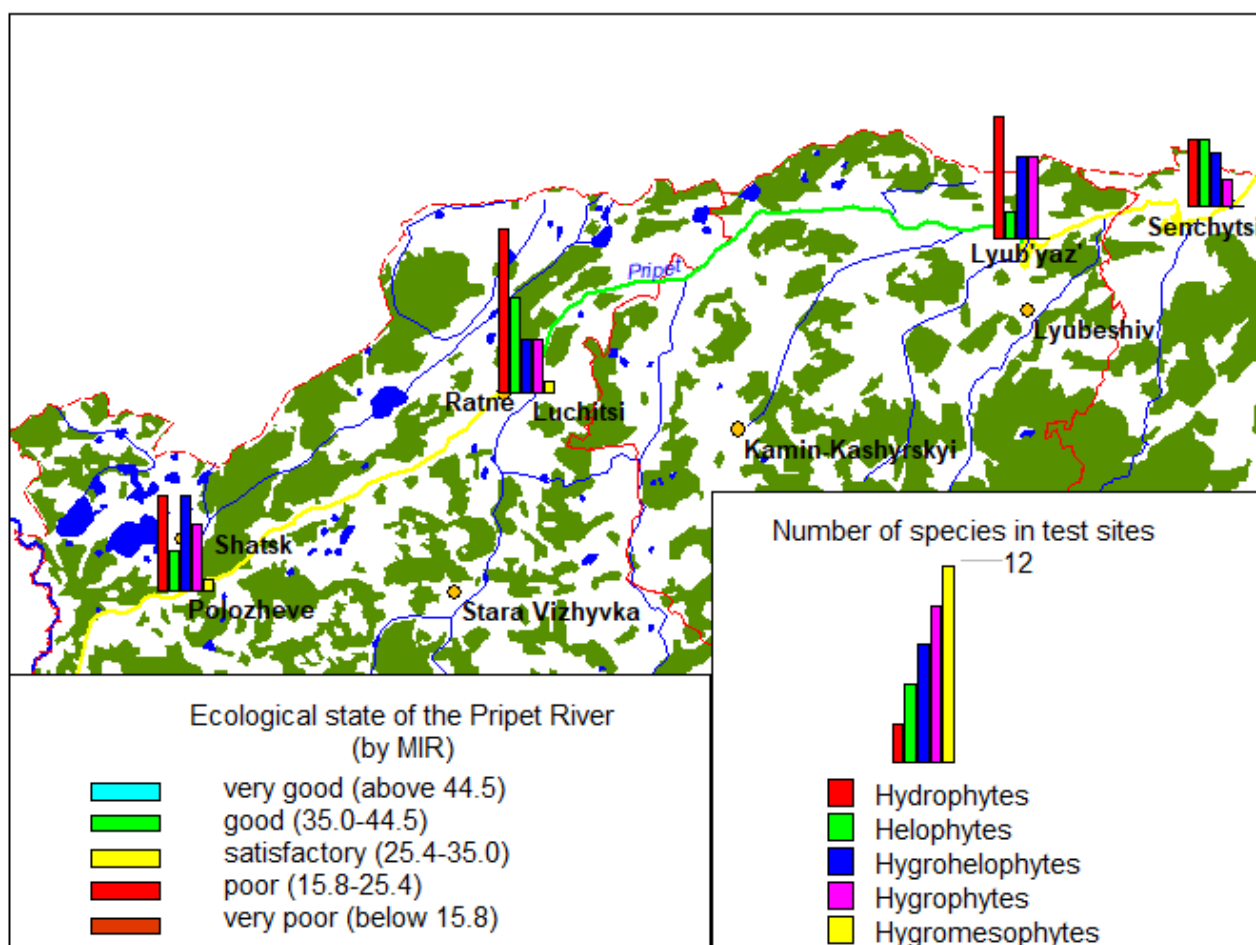 Pripet
Senchytsi
Lyub'yaz'
Lyubeshiv
Ratne
Luchitsi
Kamin-Kashyrskyi
Shatsk
Pojozheve
Stara Vizhyvka
Number of species in test sites
12
Hydrophytes
Helophytes
Hygrohelophytes
Hygrophytes
Hygromesophytes
Ecological state of the Pripet River
(by MIR)
very good (above 44.5)
good (35.0-44.5)
satisfactory (25.4-35.0)
poor (15.8-25.4)
very poor (below 15.8)